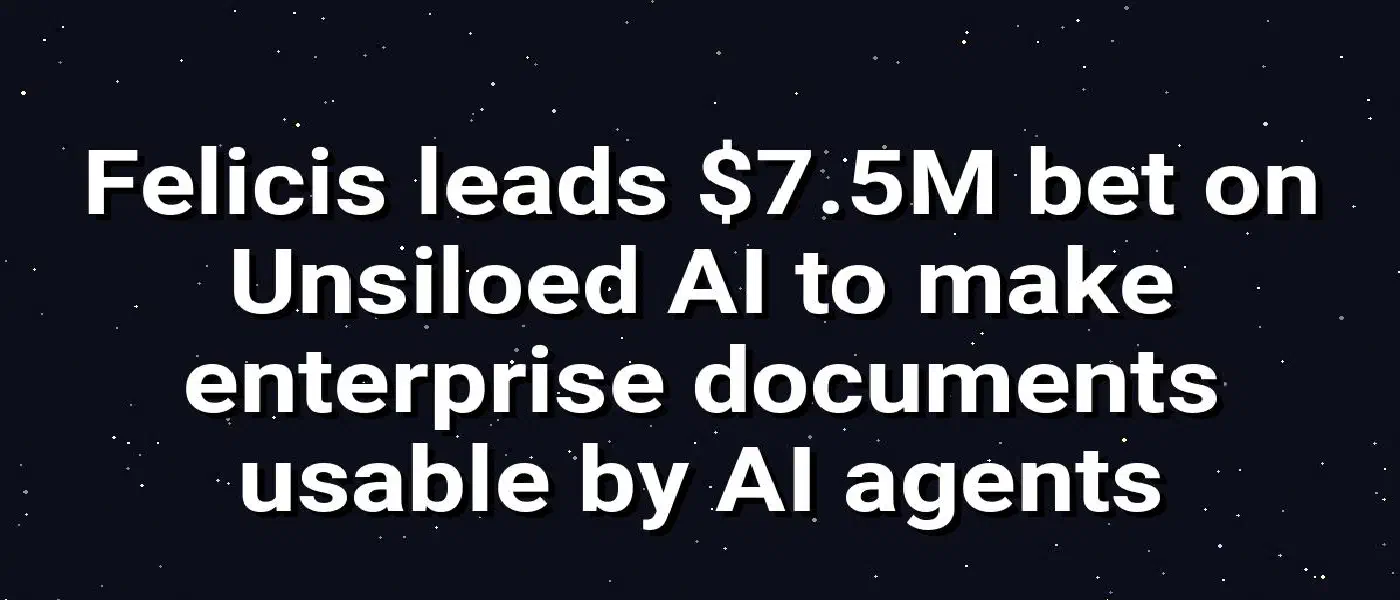 Felicis leads $7.5M bet on
Unsiloed AI to make
enterprise documents
usable by AI agents